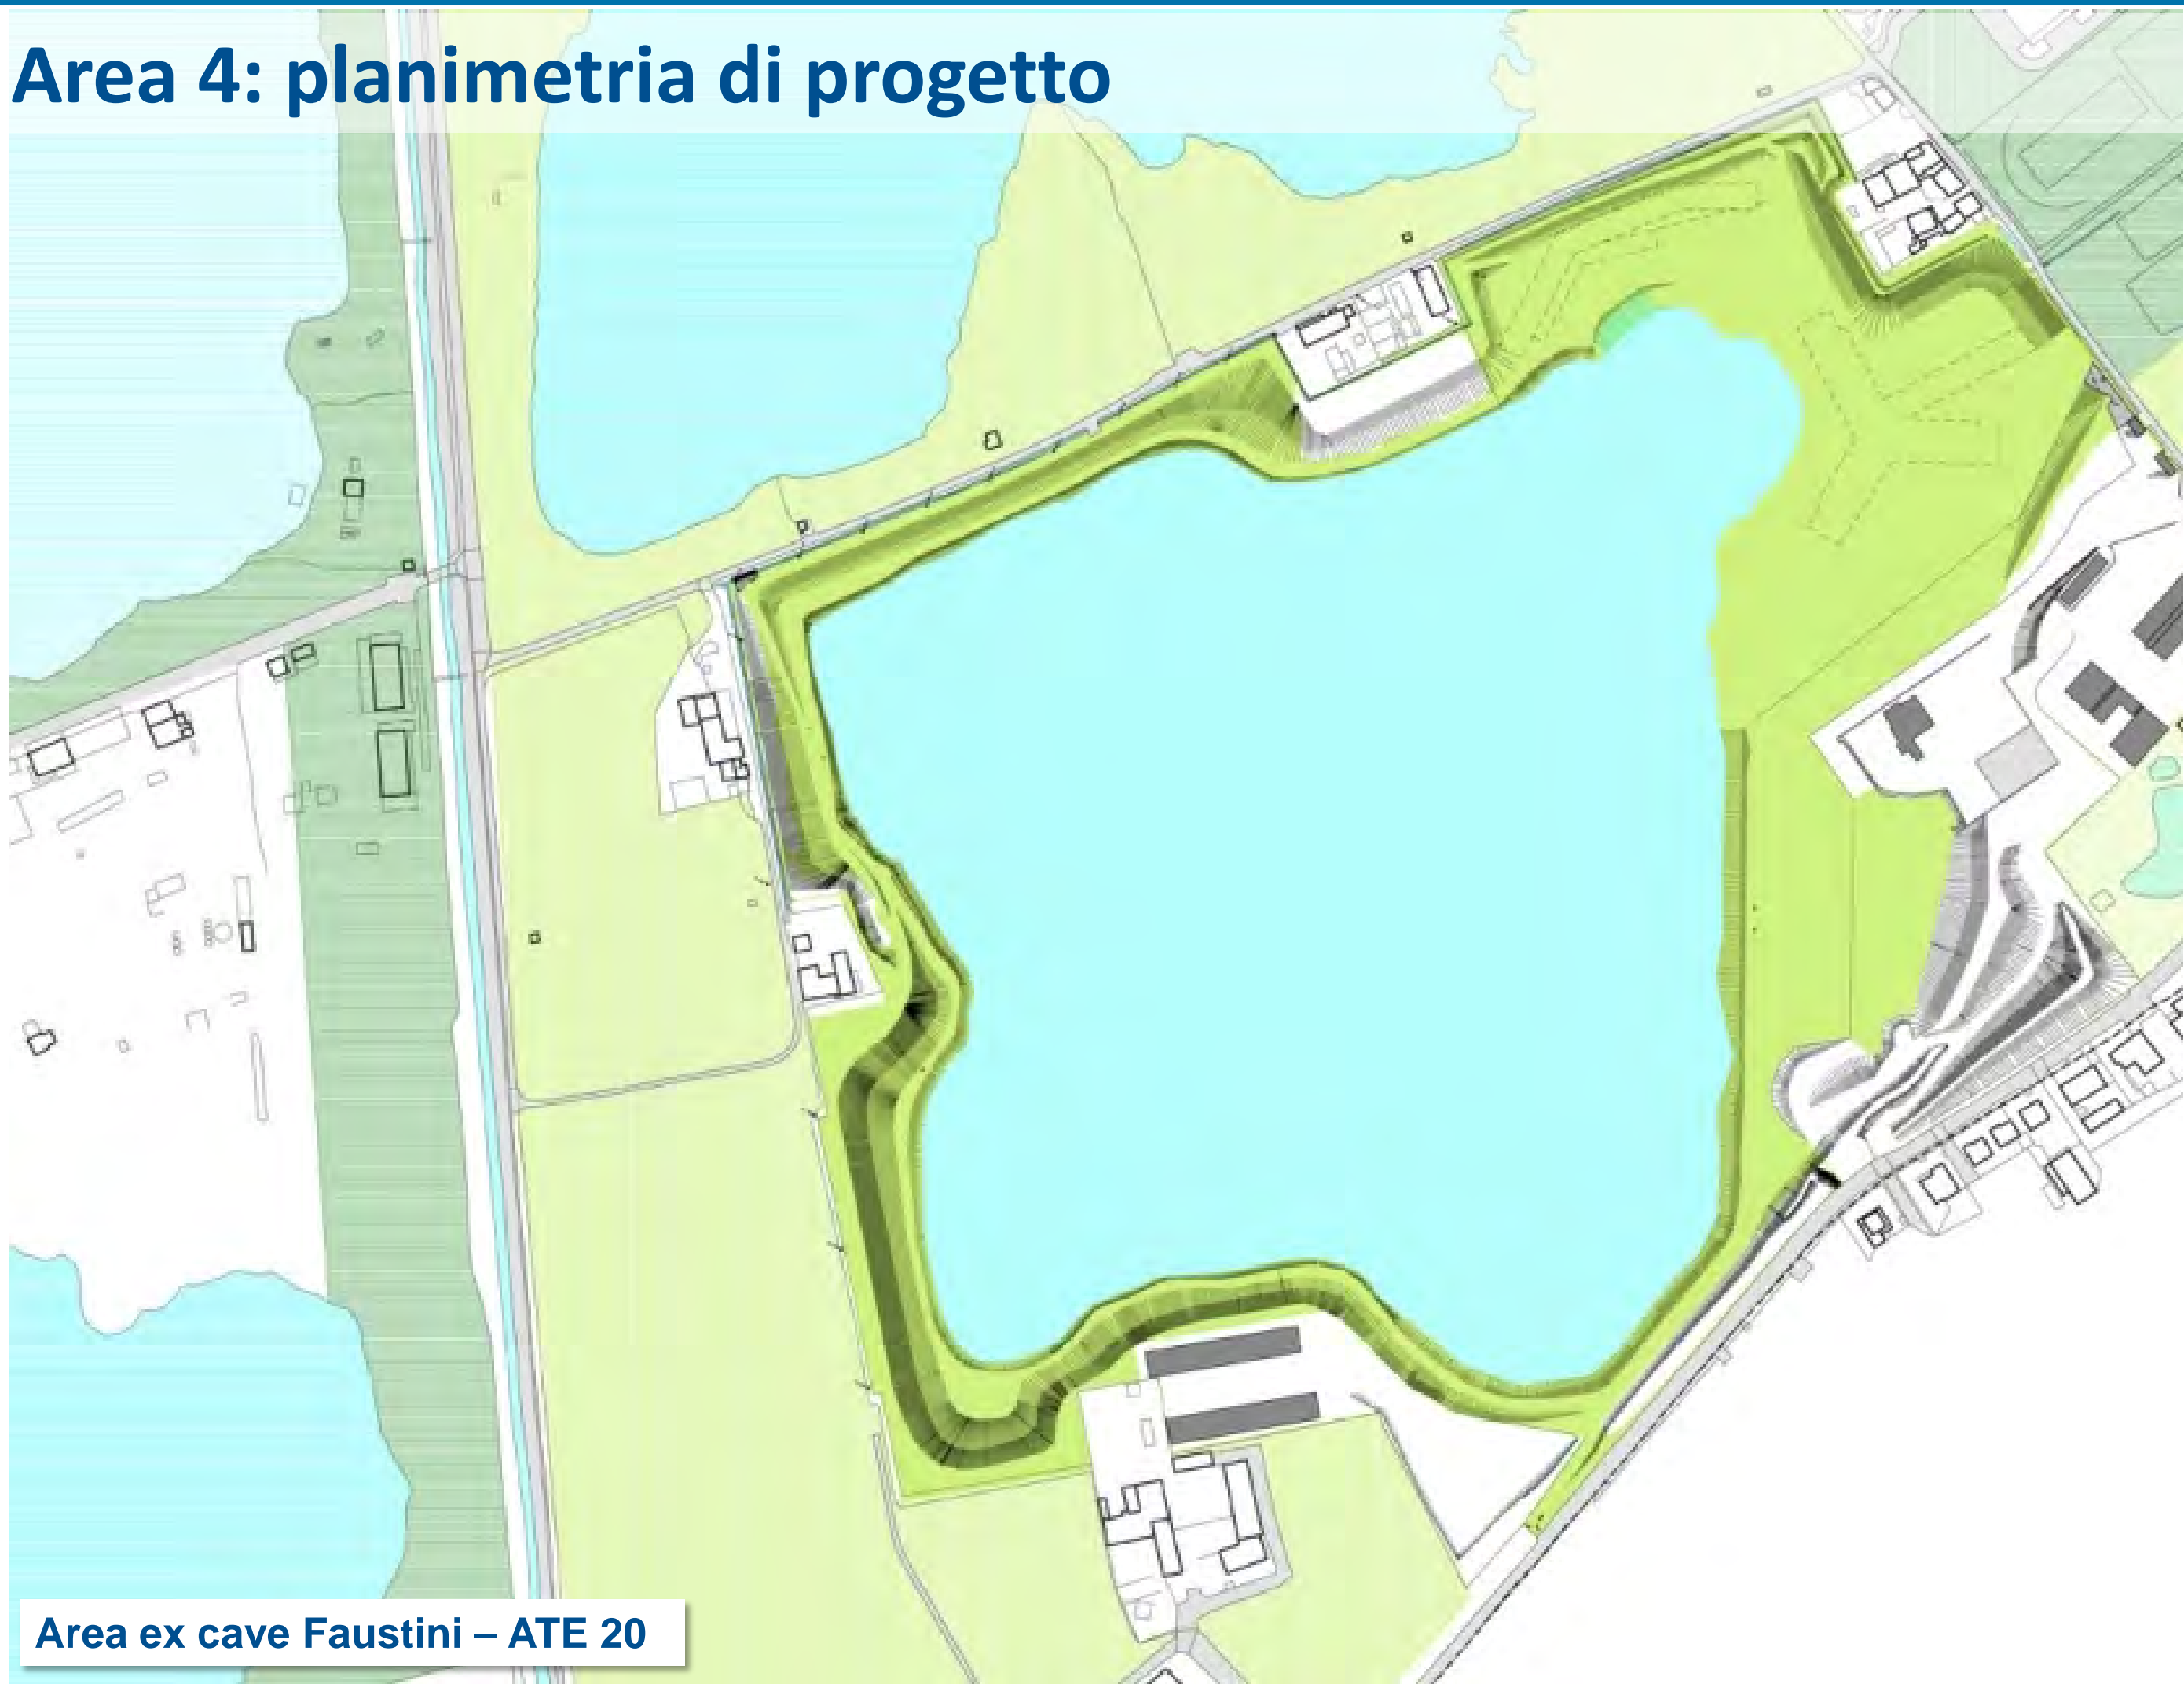 Area 4: planimetria di progetto
Area ex cave Faustini – ATE 20